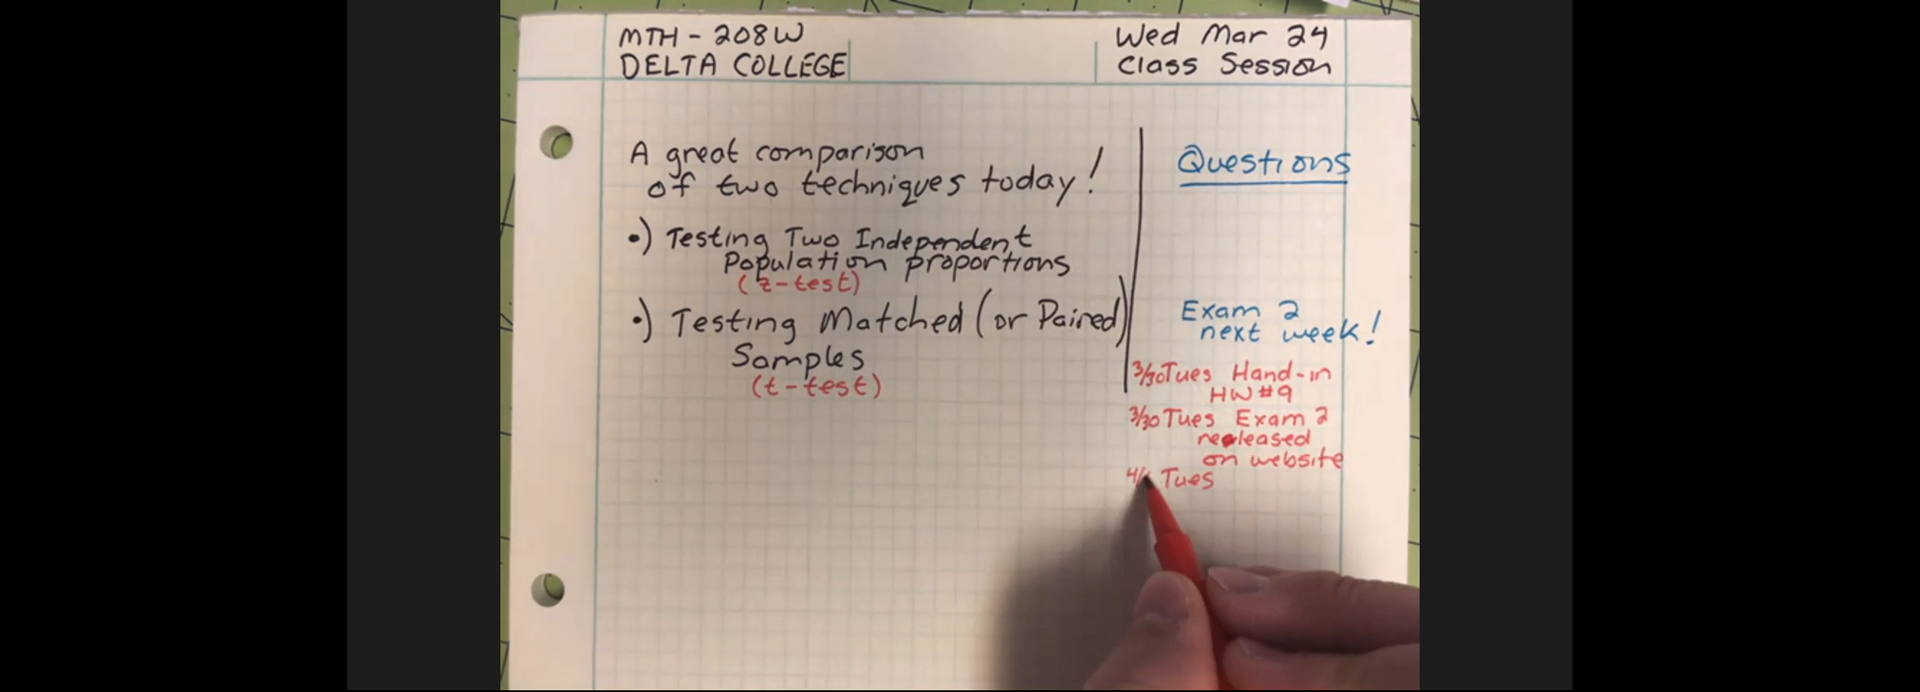 MTH - 208W
DELTA COLLEGE
Wed Mar 24
Class Session
A great comparison
of two techniques today!
•) Testing Two Independent
Population proportions
(z-test)
•) Testing Matched (or Paired)
Samples
(t-test)
Questions
Exam 2
next week!
3/30 Tues Hand-in
HW #9
3/30 Tues Exam 2
released
on website
Tues